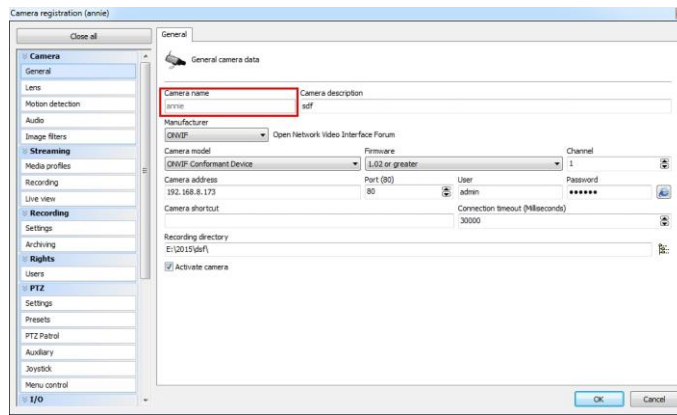 Camera registration (annie)
Close all
Camera
General
Lens
Motion detection
Audio
Image filters
Streaming
Media profiles
Recording
Live view
Recording
Settings
Archiving
Rights
Users
PTZ
Settings
Presets
PTZ Patrol
Auxiliary
Joystick
Menu control
I/O
General
General camera data
Camera name Camera description
annie sdf
Manufacturer
ONVIF Open Network Video Interface Forum
Camera model Firmware Channel
ONVIF Conformant Device 1.02 or greater 1
Camera address Port (80) User Password
192.168.8.173 80 admin ●●●●●●
Camera shortcut Connection timeout (Milliseconds)
30000
Recording directory
E:\2015\dsf\
Activate camera
OK Cancel